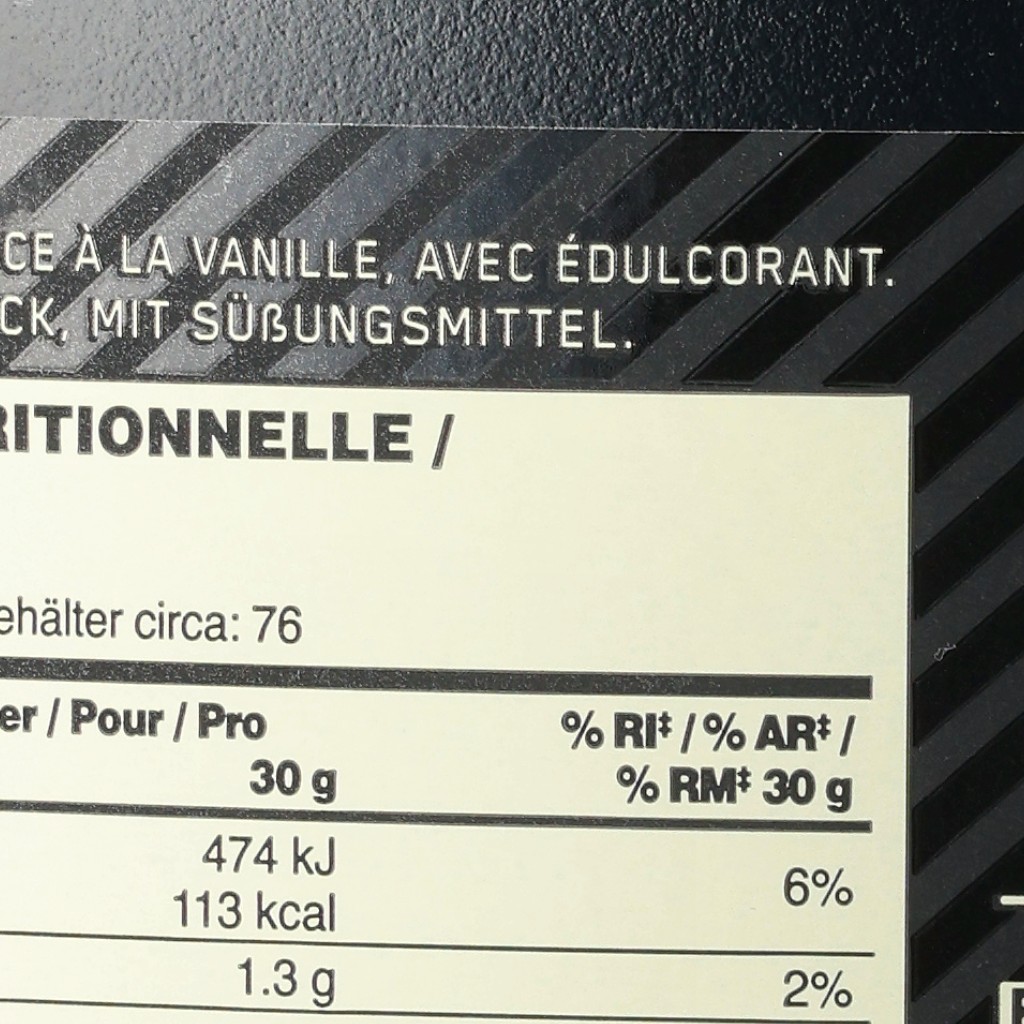 CE À LA VANILLE, AVEC ÉDULCORANT.
CK, MIT SÜßUNGSMITTEL.
RITIONNELLE /
ehälter circa: 76
er / Pour / Pro
30 g
% RI‡ / % AR‡ /
% RM‡ 30 g
474 kJ
113 kcal
6%
1.3 g
2%